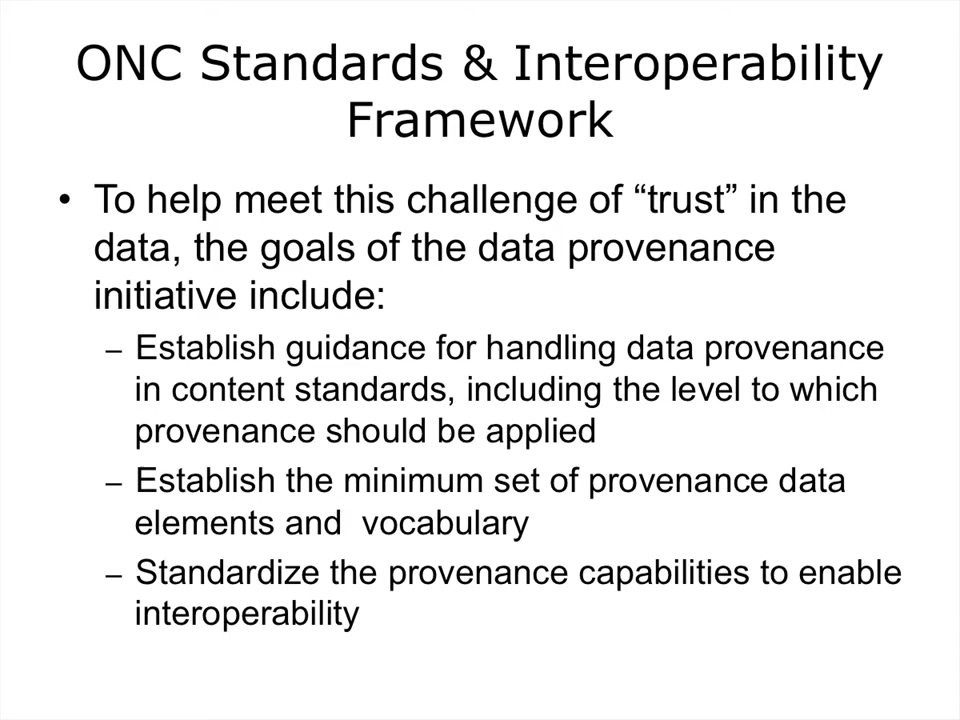 ONC Standards & Interoperability
Framework
• To help meet this challenge of “trust” in the
data, the goals of the data provenance
initiative include:
– Establish guidance for handling data provenance
in content standards, including the level to which
provenance should be applied
– Establish the minimum set of provenance data
elements and  vocabulary
– Standardize the provenance capabilities to enable
interoperability